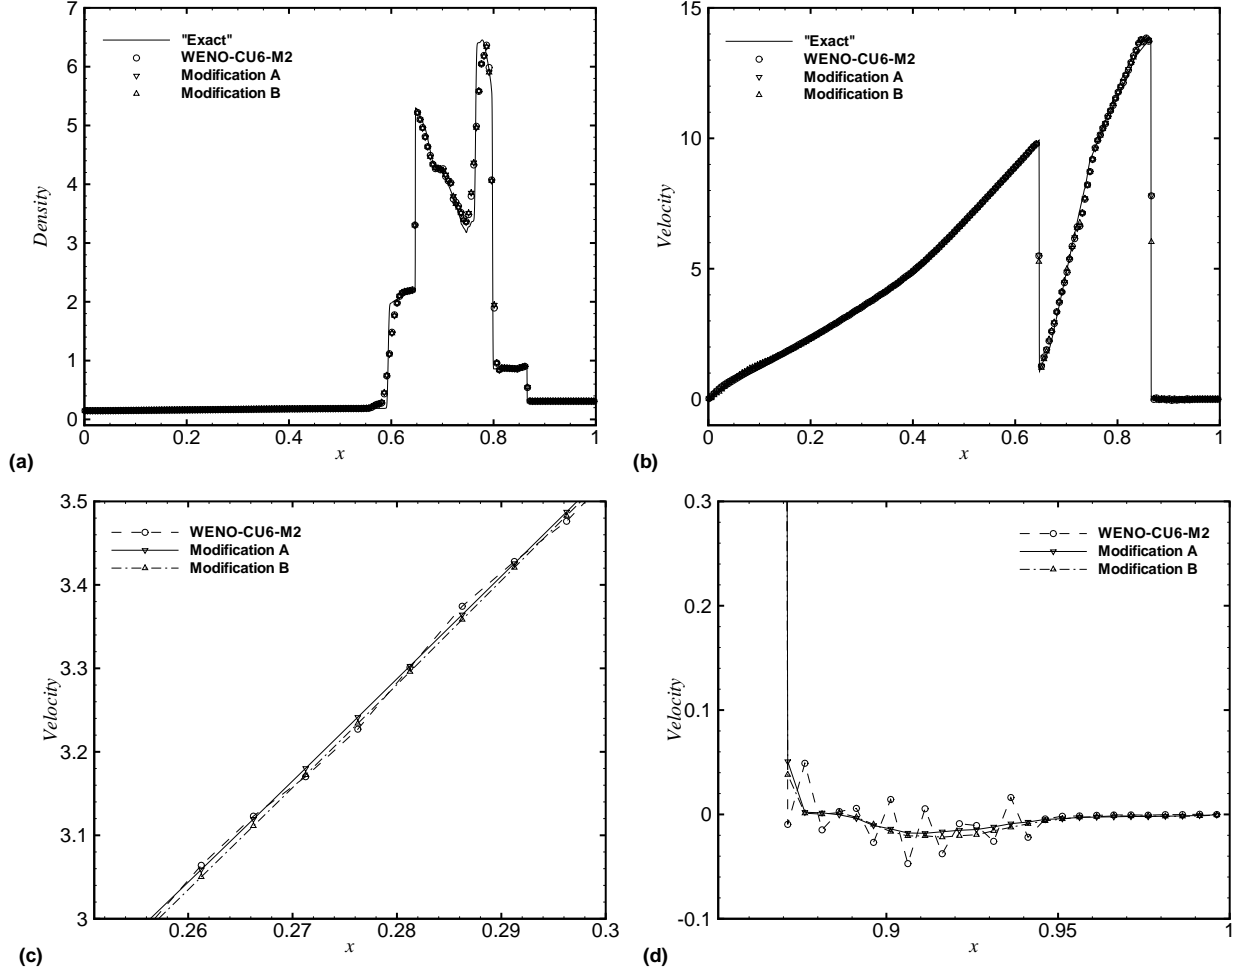 7
6
5
4
3
2
1
0
Density
"Exact"
WENO-CU6-M2
Modification A
Modification B
0 0.2 0.4 0.6 0.8 1
x
(a)
15
10
5
0
Velocity
"Exact"
WENO-CU6-M2
Modification A
Modification B
0 0.2 0.4 0.6 0.8 1
x
(b)
3.5
3.4
3.3
3.2
3.1
3
Velocity
WENO-CU6-M2
Modification A
Modification B
0.26 0.27 0.28 0.29 0.3
x
(c)
0.3
0.2
0.1
0
-0.1
Velocity
WENO-CU6-M2
Modification A
Modification B
0.9 0.95 1
x
(d)